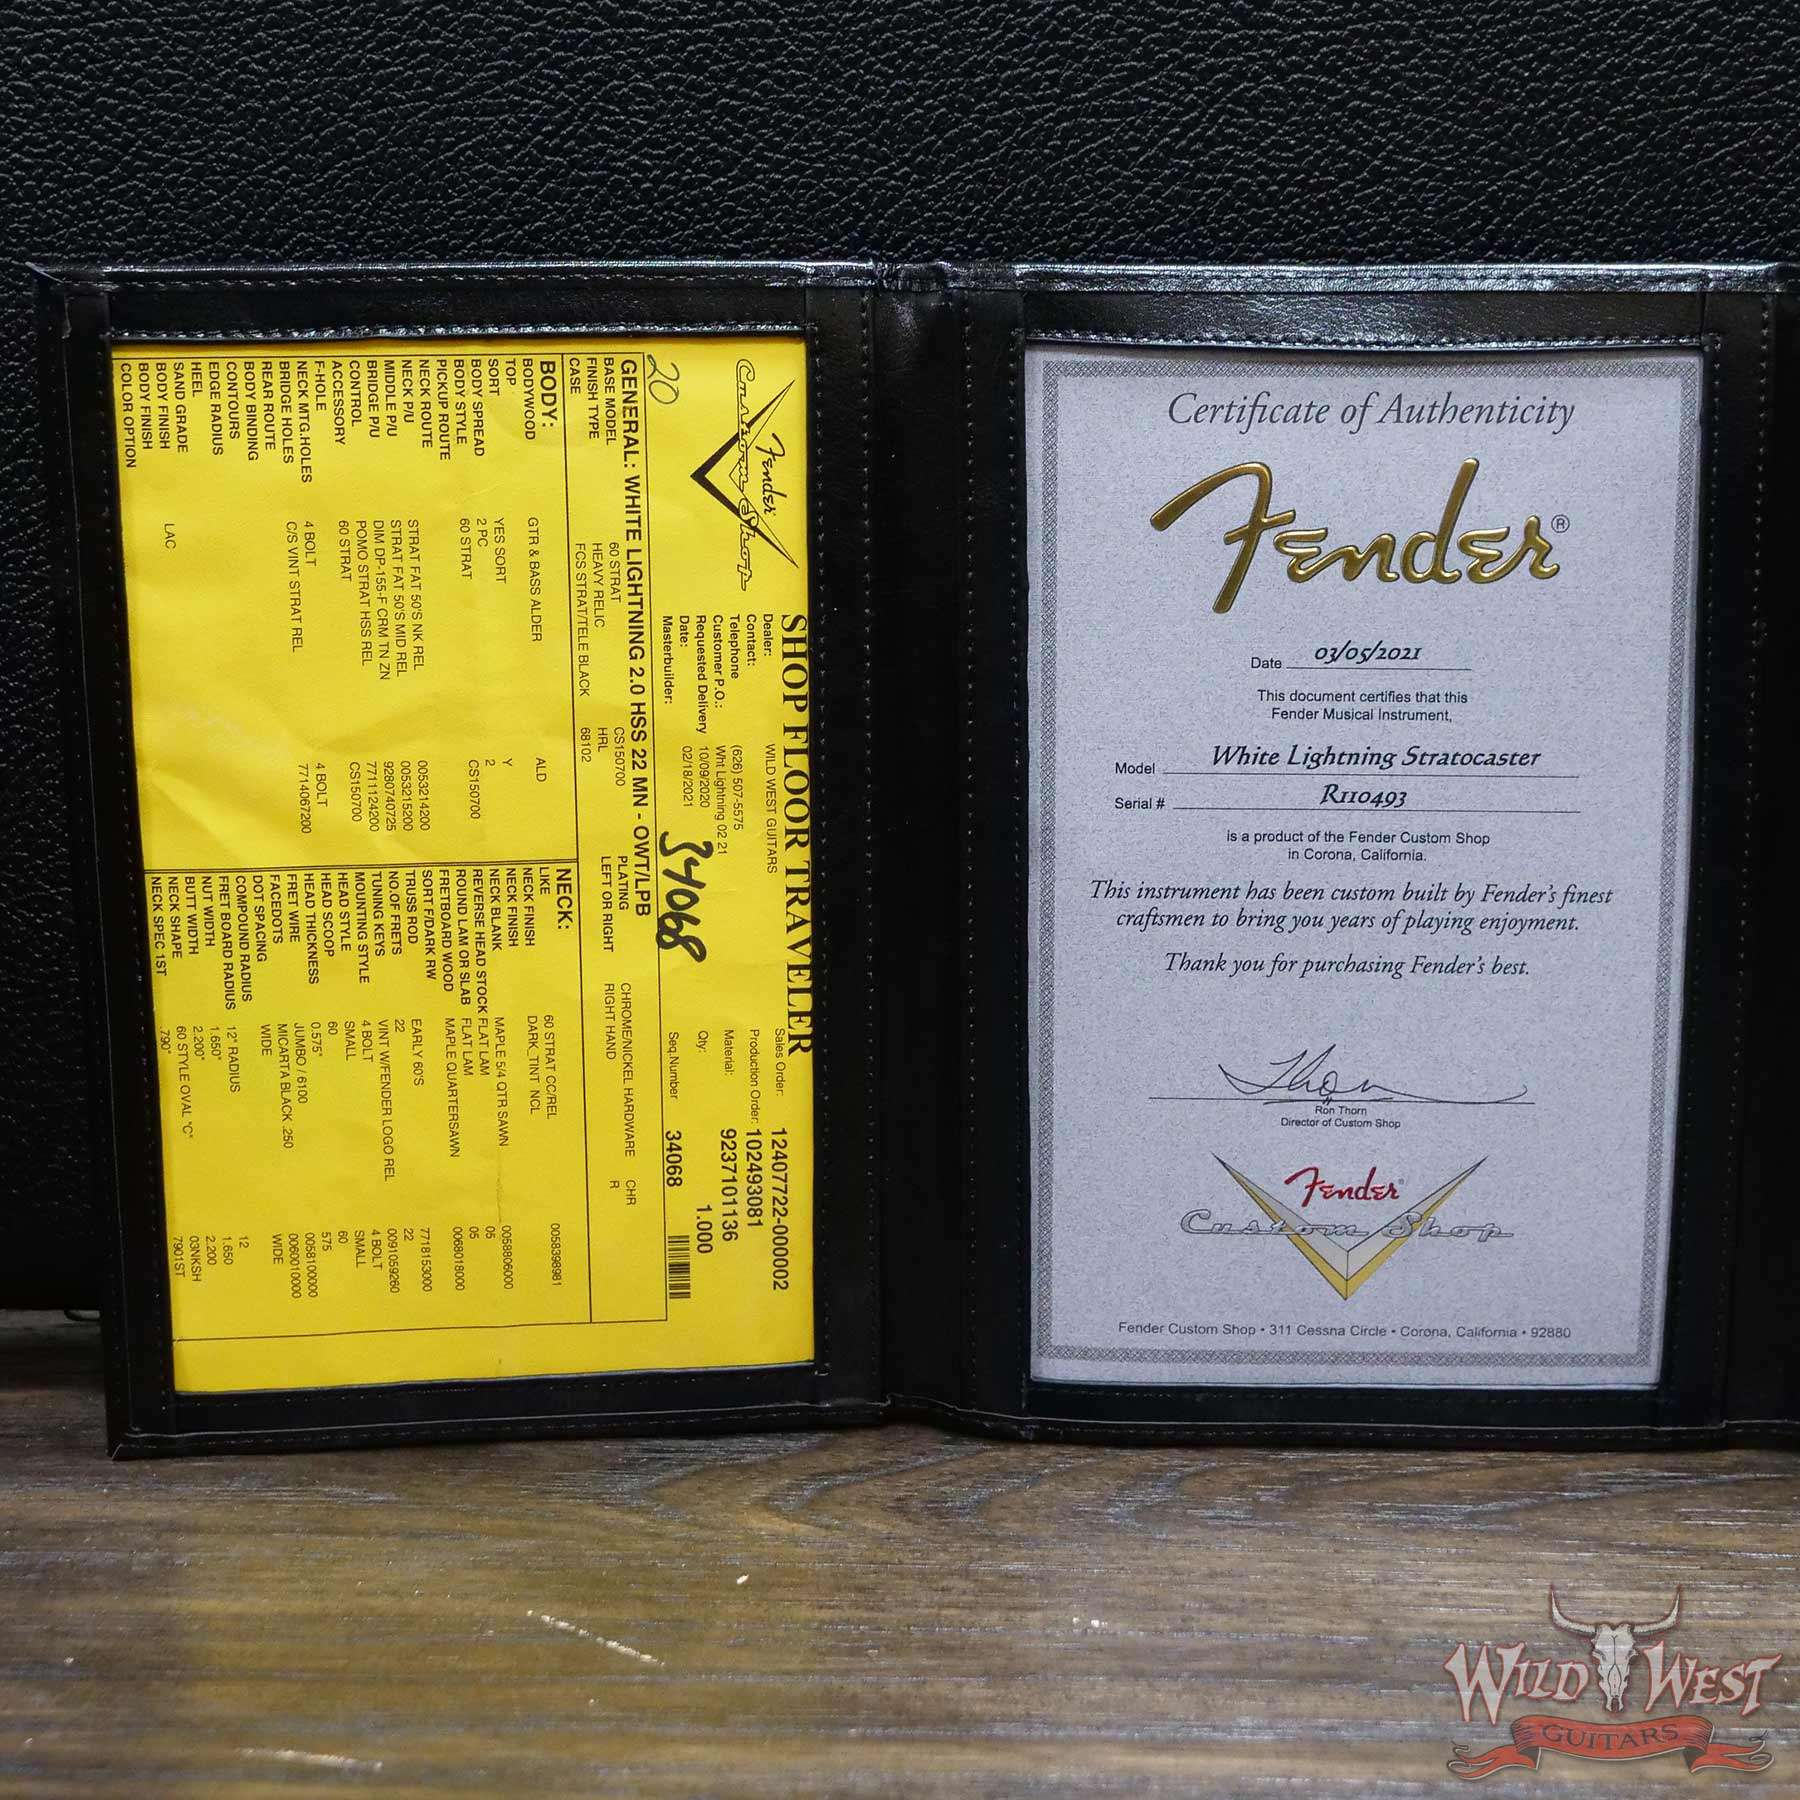 Fender
Custom Shop
SHOP FLOOR TRAVELER
Dealer: WILD WEST GUITARS
Contact:
Telephone (626) 507-5575
Customer P.O.: Wht Lightning 02 21
Requested Delivery 10/09/2020
Date: 02/18/2021
Masterbuilder:
34068
Sales Order: 12407722-000002
Production Order: 102493081
Material: 9237101136
Qty: 1.000
Seq.Number 34068
20
GENERAL: WHITE LIGHTNING 2.0 HSS 22 MN - OWT/LPB
BASE MODEL 60 STRAT CS150700 PLATING CHROME/NICKEL HARDWARE CHR
FINISH TYPE HEAVY RELIC HRL LEFT OR RIGHT RIGHT HAND R
CASE FCS STRAT/TELE BLACK 68102
BODY:
BODYWOOD GTR & BASS ALDER ALD
TOP
SORT YES SORT Y
BODY SPREAD 2 PC 2
BODY STYLE 60 STRAT CS150700
PICKUP ROUTE
NECK ROUTE
NECK P/U STRAT FAT 50'S NK REL 0053214200
MIDDLE P/U STRAT FAT 50'S MID REL 0053215200
BRIDGE P/U DIM DP-155-F CRM TN ZN 9280740725
CONTROL POMO STRAT HSS REL 7711124200
ACCESSORY 60 STRAT CS150700
F-HOLE
NECK MTG.HOLES 4 BOLT 4 BOLT
BRIDGE HOLES C/S VINT STRAT REL 7714067200
REAR ROUTE
BODY BINDING
CONTOURS
EDGE RADIUS
HEEL
SAND GRADE
BODY FINISH LAC
BODY FINISH
COLOR OPTION
NECK:
LIKE 60 STRAT CC/REL 0058398981
NECK FINISH DARK_TINT NCL
NECK FINISH
NECK BLANK MAPLE 5/4 QTR SAWN 0058806000
REVERSE HEAD STOCK FLAT LAM 05
ROUND LAM OR SLAB FLAT LAM 05
FRETBOARD WOOD MAPLE QUARTERSAWN 0068018000
SORT F/DARK RW
TRUSS ROD EARLY 60'S 7718153000
NO.OF FRETS 22 22
TUNING KEYS VINT W/FENDER LOGO REL 0091059260
MOUNTING STYLE 4 BOLT 4 BOLT
HEAD STYLE SMALL SMALL
HEAD SCOOP 60 60
HEAD THICKNESS 0.575" 575
FRET WIRE JUMBO / 6100 0058100000
FACEDOTS MICARTA BLACK .250 0060010000
DOT SPACING WIDE WIDE
COMPOUND RADIUS
FRET BOARD RADIUS 12" RADIUS 12
NUT WIDTH 1.650" 1.650
BUTT WIDTH 2.200" 2.200
NECK SHAPE 60 STYLE OVAL "C" 03NKSH
NECK SPEC 1ST .790" 7901ST
Certificate of Authenticity
Fender®
Date 03/05/2021
This document certifies that this
Fender Musical Instrument,
Model White Lightning Stratocaster
Serial # R110493
is a product of the Fender Custom Shop
in Corona, California.
This instrument has been custom built by Fender's finest
craftsmen to bring you years of playing enjoyment.
Thank you for purchasing Fender's best.
Ron Thorn
Director of Custom Shop
Fender®
Custom Shop
Fender Custom Shop • 311 Cessna Circle • Corona, California • 92880
WILD WEST
GUITARS